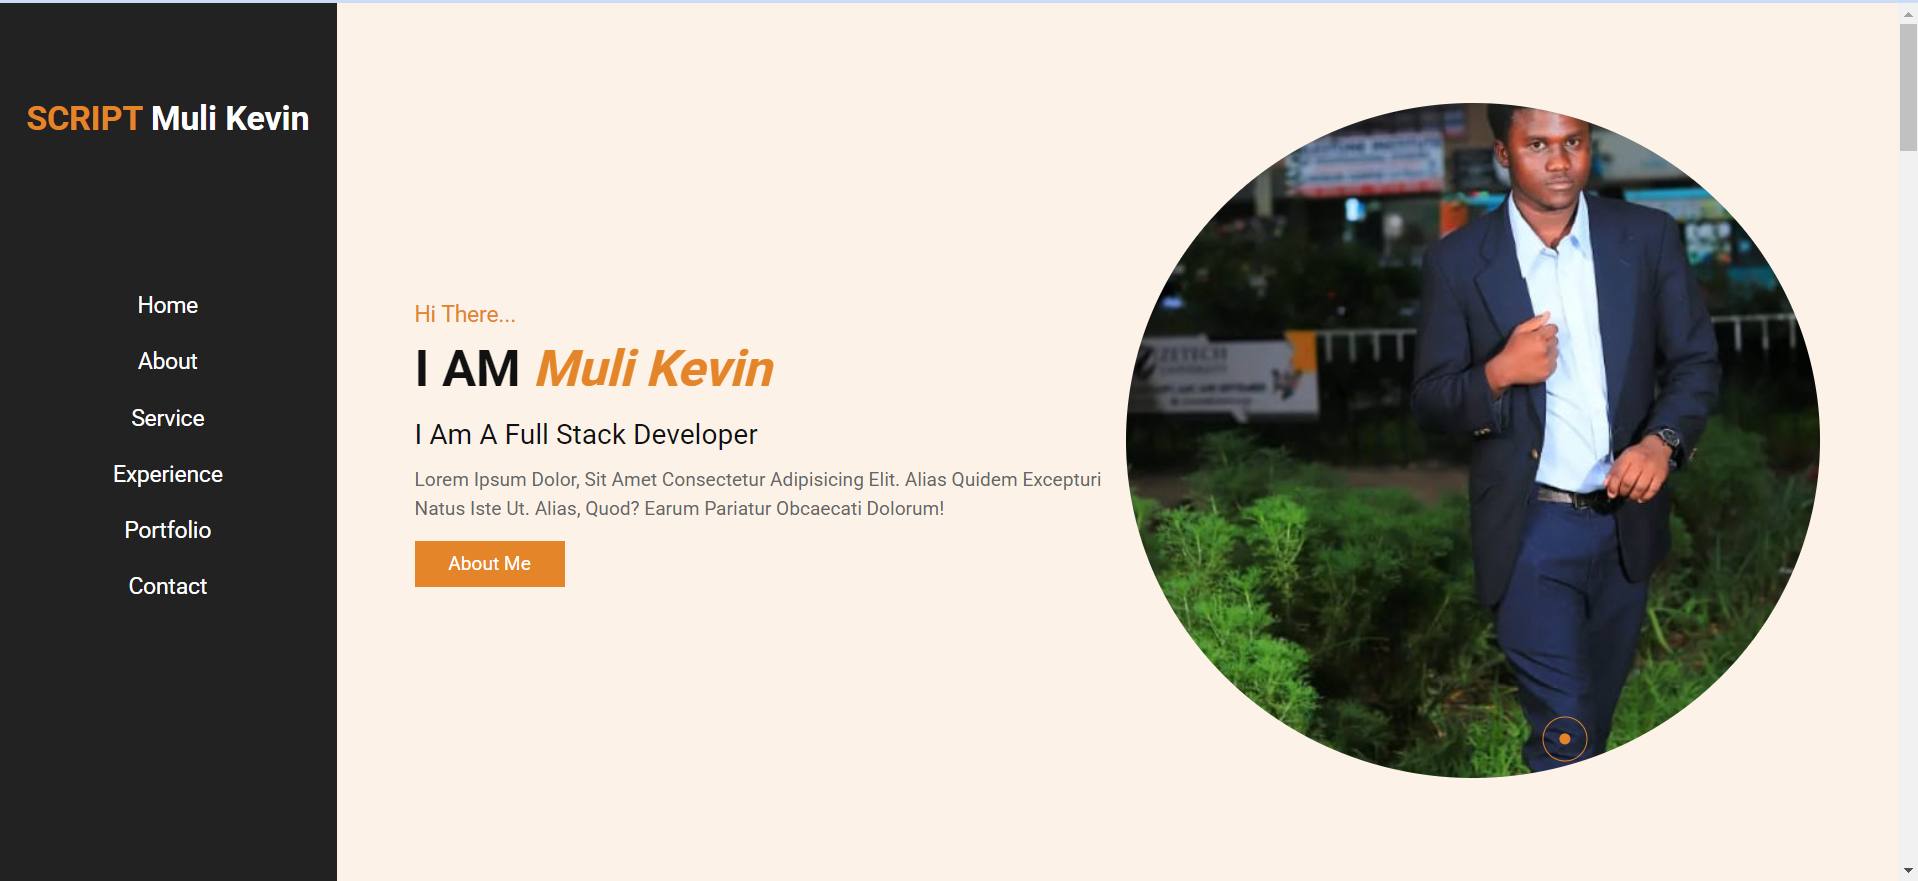 SCRIPT Muli Kevin
Home
About
Service
Experience
Portfolio
Contact
Hi There...
I AM Muli Kevin
I Am A Full Stack Developer
Lorem Ipsum Dolor, Sit Amet Consectetur Adipisicing Elit. Alias Quidem Excepturi
Natus Iste Ut. Alias, Quod? Earum Pariatur Obcaecati Dolorum!
About Me
ZETECH